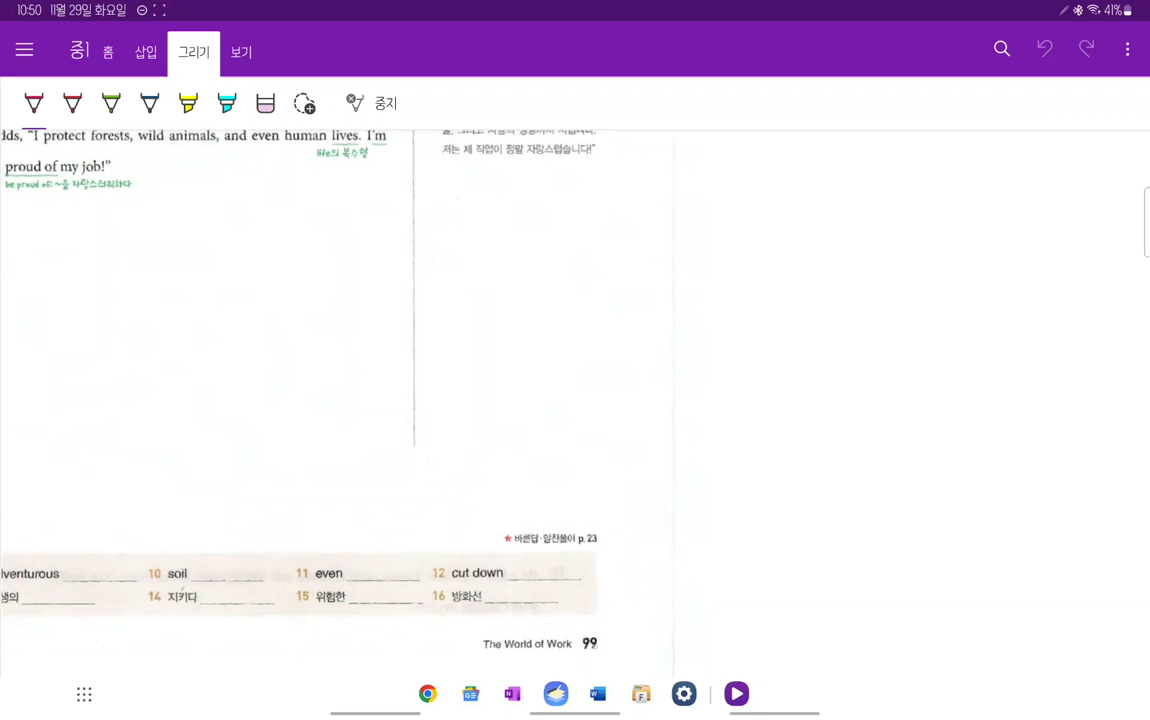 10:50 11월 29일 화요일 41%
중1 홈 삽입 그리기 보기
중지
ids, “I protect forests, wild animals, and even human lives. I'm
life의 복수형
proud of my job!”
be proud of: ~을 자랑스러워하다
저는 제 직업이 정말 자랑스럽습니다!”
★ 바른답·알찬풀이 p. 23
lventurous 10 soil 11 even 12 cut down
생의 14 지키다 15 위험한 16 방화선
The World of Work 99